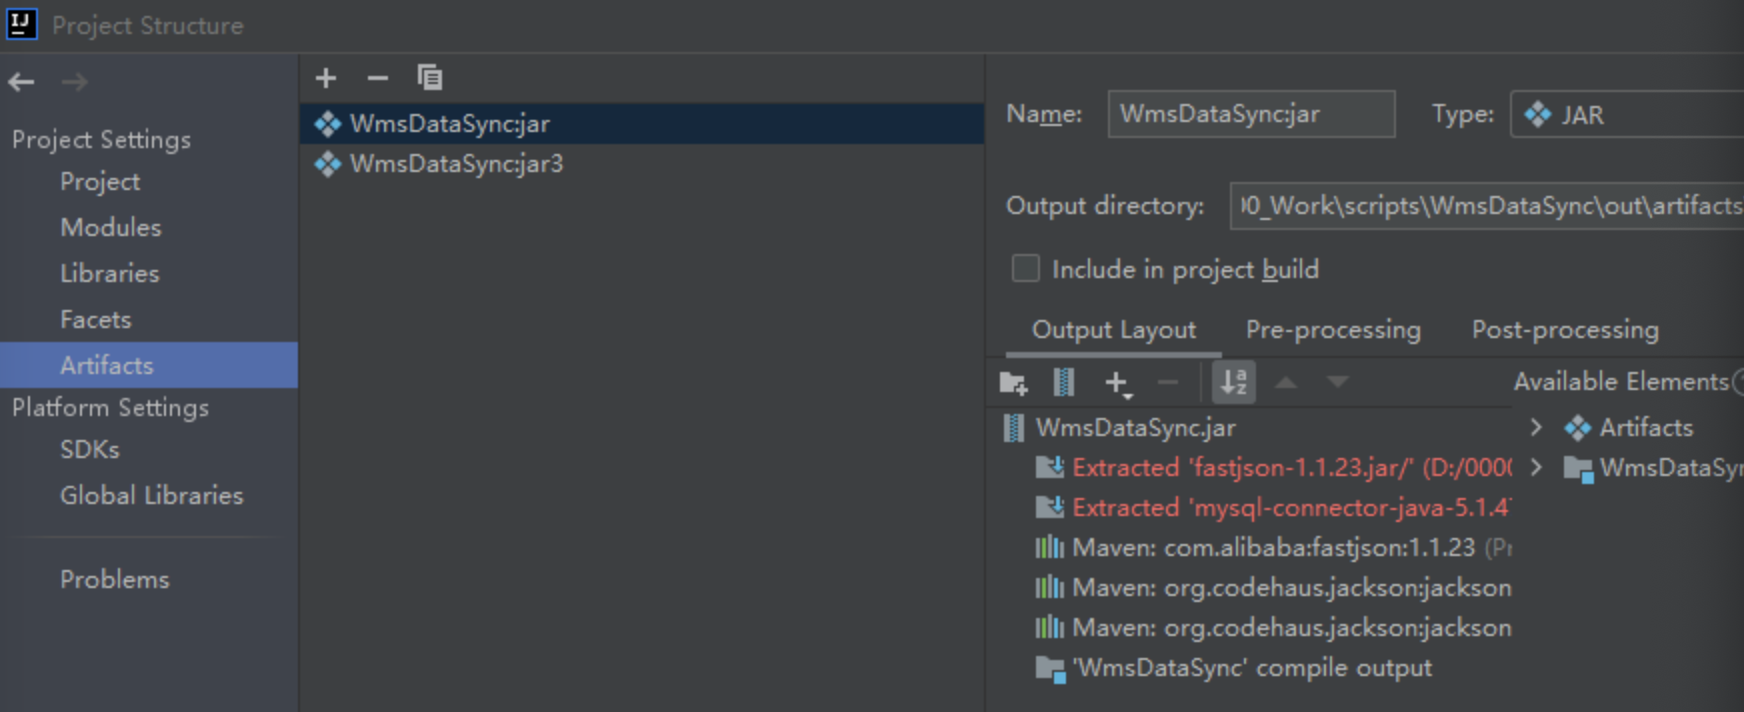 Project Structure
Project Settings
Project
Modules
Libraries
Facets
Artifacts
Platform Settings
SDKs
Global Libraries
Problems
WmsDataSync:jar
WmsDataSync:jar3
Name: WmsDataSync:jar Type: JAR
Output directory: 0_Work\scripts\WmsDataSync\out\artifacts
Include in project build
Output Layout Pre-processing Post-processing
Available Elements
WmsDataSync.jar
Extracted 'fastjson-1.1.23.jar/' (D:/000
Extracted 'mysql-connector-java-5.1.4
Maven: com.alibaba:fastjson:1.1.23 (Pr
Maven: org.codehaus.jackson:jackson
Maven: org.codehaus.jackson:jackson
'WmsDataSync' compile output
Artifacts
WmsDataSy